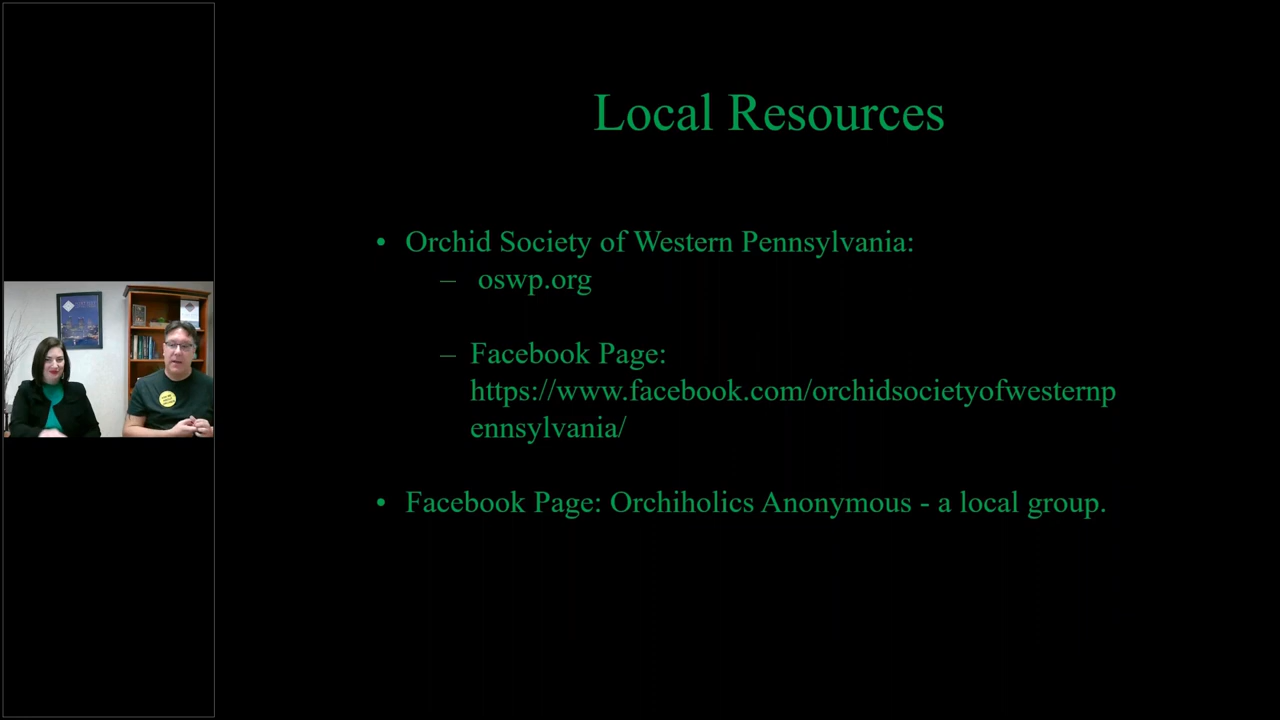 Local Resources
• Orchid Society of Western Pennsylvania:
– oswp.org
– Facebook Page:
https://www.facebook.com/orchidsocietyofwesternp
ennsylvania/
• Facebook Page: Orchiholics Anonymous - a local group.